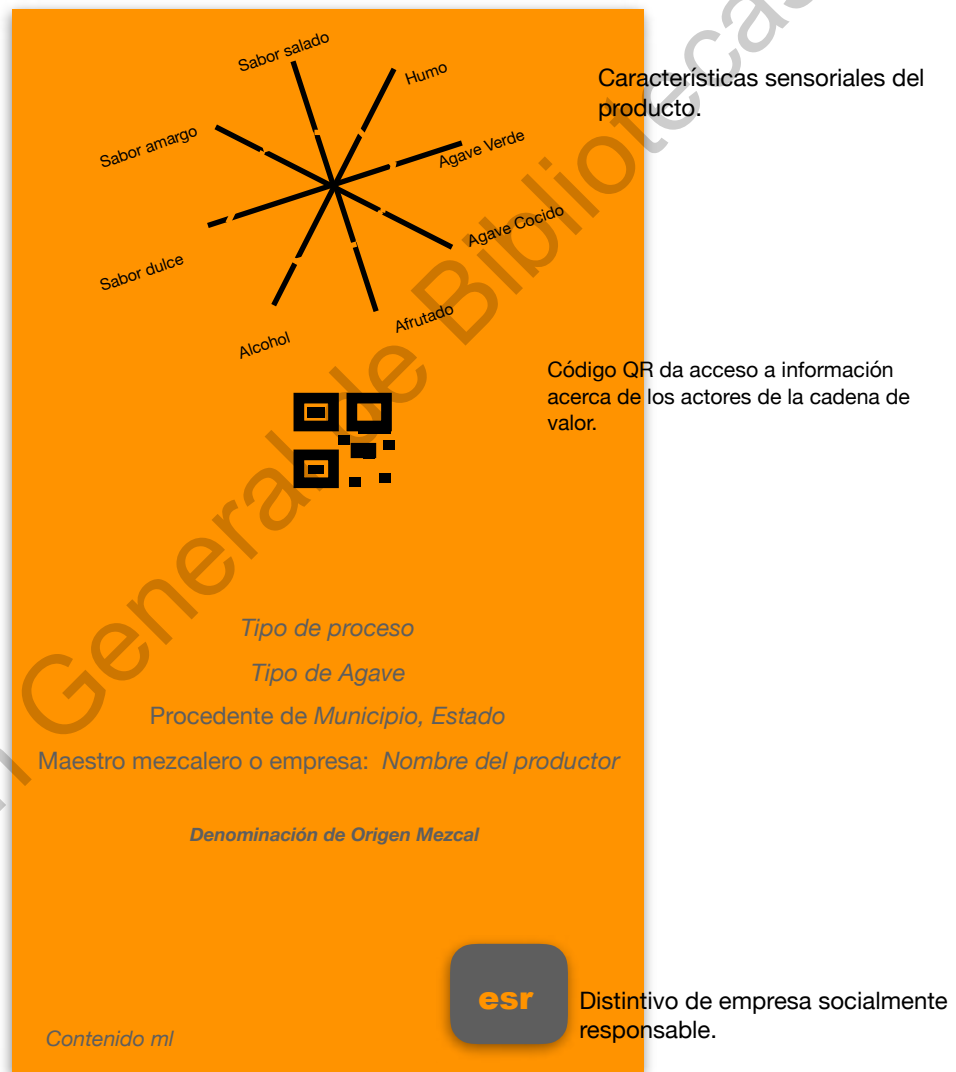 Sabor salado
Humo
Características sensoriales del
producto.
Sabor amargo
Agave Verde
Agave Cocido
Sabor dulce
Afrutado
Alcohol
Código QR da acceso a información
acerca de los actores de la cadena de
valor.
Tipo de proceso
Tipo de Agave
Procedente de Municipio, Estado
Maestro mezcalero o empresa: Nombre del productor
Denominación de Origen Mezcal
esr
Distintivo de empresa socialmente
responsable.
Contenido ml
General de Bibliotecas